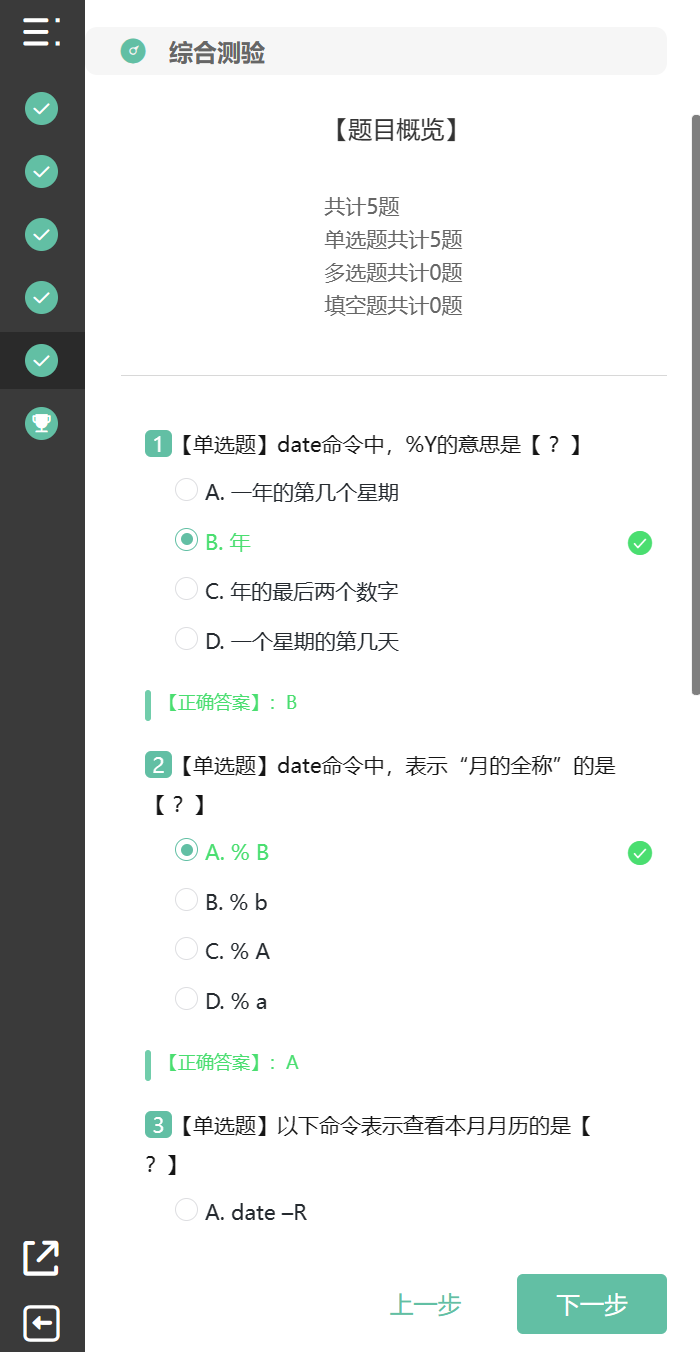 综合测验
【题目概览】
共计5题
单选题共计5题
多选题共计0题
填空题共计0题
1【单选题】date命令中，%Y的意思是【 ？ 】
A. 一年的第几个星期
B. 年
C. 年的最后两个数字
D. 一个星期的第几天
【正确答案】：B
2【单选题】date命令中，表示“月的全称”的是
【 ？ 】
A. % B
B. % b
C. % A
D. % a
【正确答案】：A
3【单选题】以下命令表示查看本月月历的是【
？ 】
A. date –R
上一步
下一步